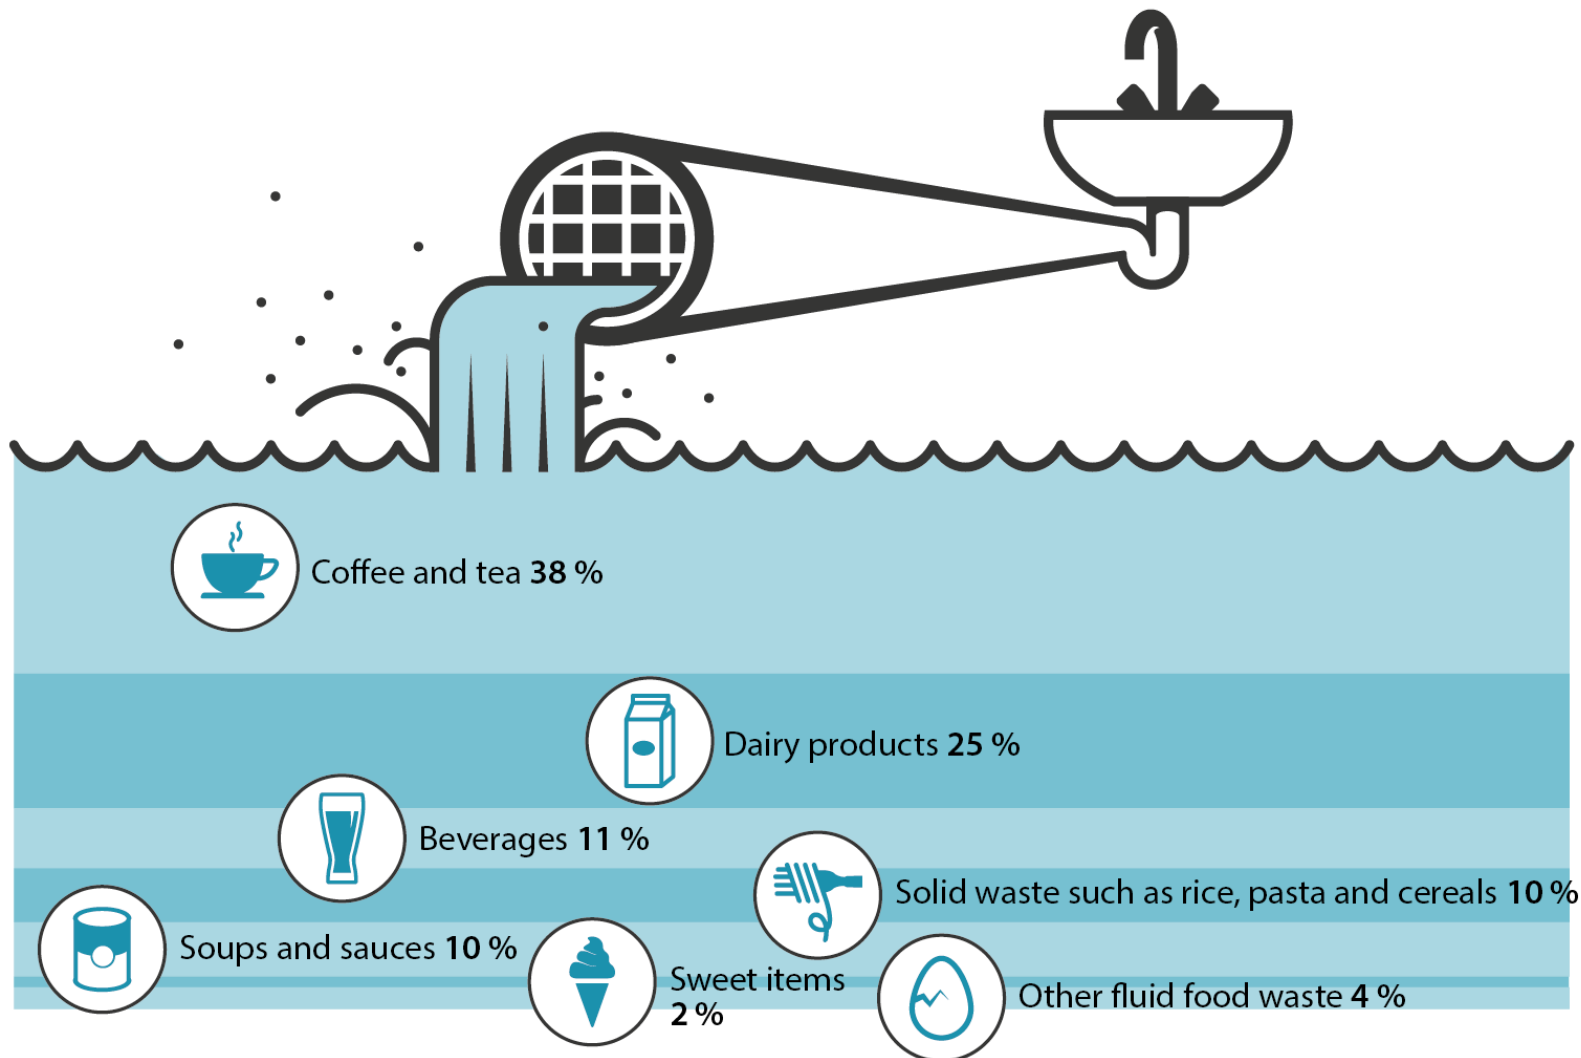 Coffee and tea 38 %
Dairy products 25 %
Beverages 11 %
Solid waste such as rice, pasta and cereals 10 %
Soups and sauces 10 %
Sweet items
2 %
Other fluid food waste 4 %